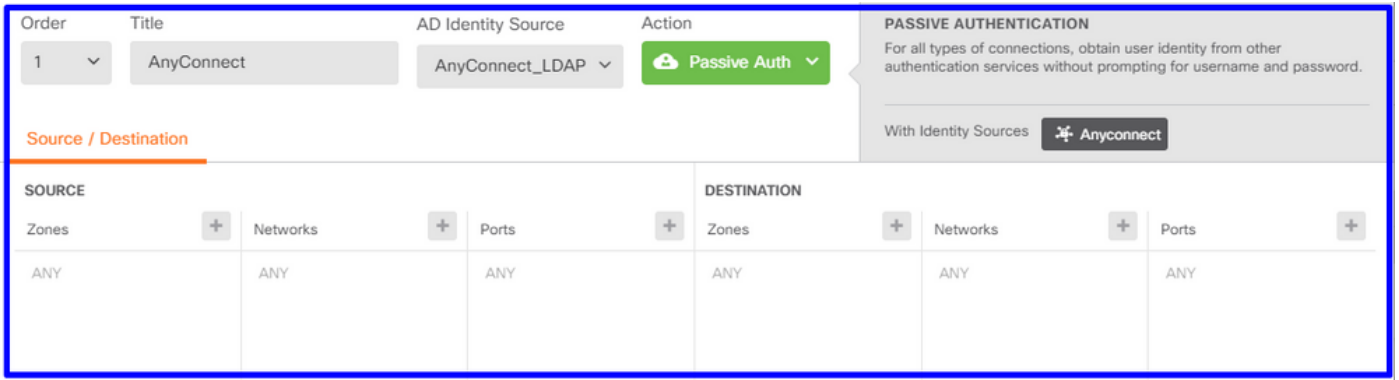 Order Title AD Identity Source Action
1 AnyConnect AnyConnect_LDAP Passive Auth
PASSIVE AUTHENTICATION
For all types of connections, obtain user identity from other
authentication services without prompting for username and password.
With Identity Sources Anyconnect
Source / Destination
SOURCE DESTINATION
Zones + Networks + Ports + Zones + Networks + Ports +
ANY ANY ANY ANY ANY ANY